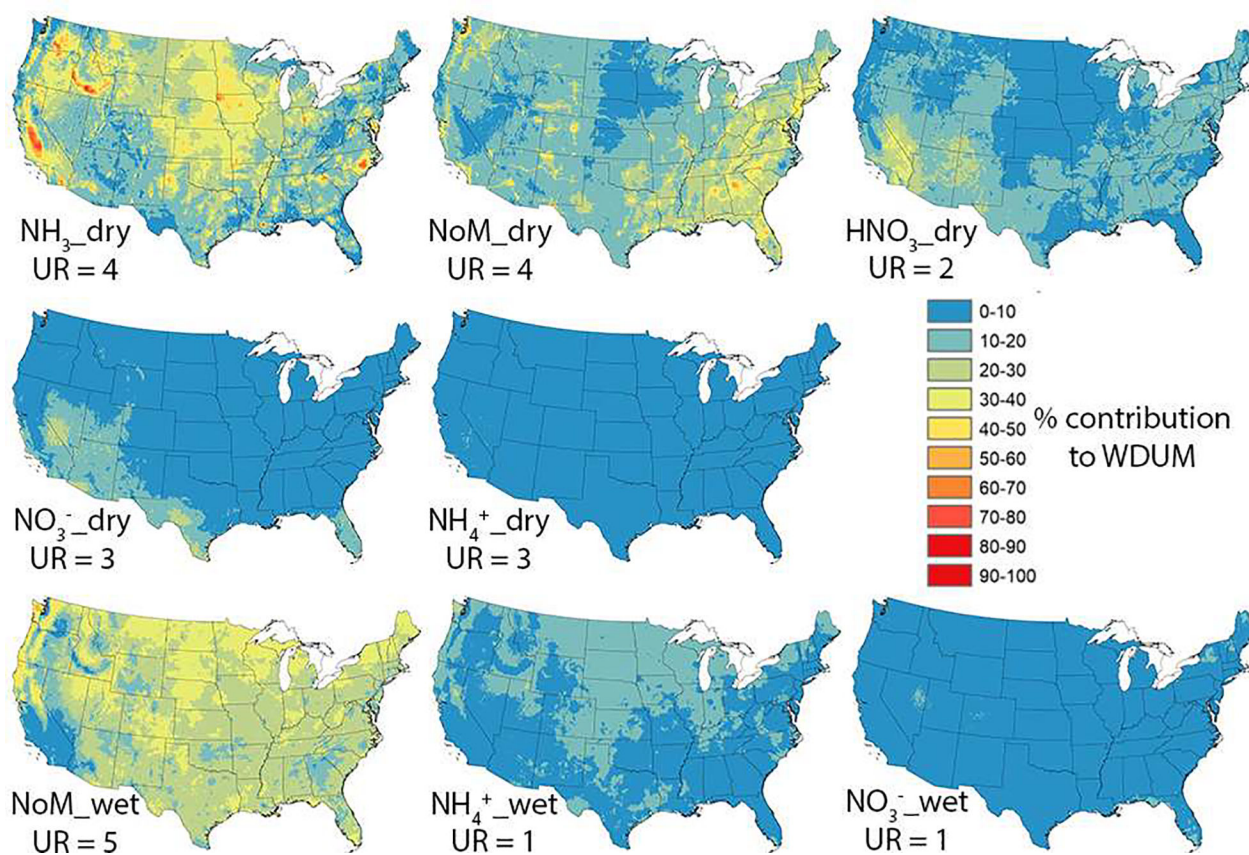 NH₃_dry
UR = 4
NoM_dry
UR = 4
HNO₃_dry
UR = 2
NO₃⁻_dry
UR = 3
NH₄⁺_dry
UR = 3
0-10
10-20
20-30
30-40
40-50
50-60
60-70
70-80
80-90
90-100
% contribution
to WDUM
NoM_wet
UR = 5
NH₄⁺_wet
UR = 1
NO₃⁻_wet
UR = 1